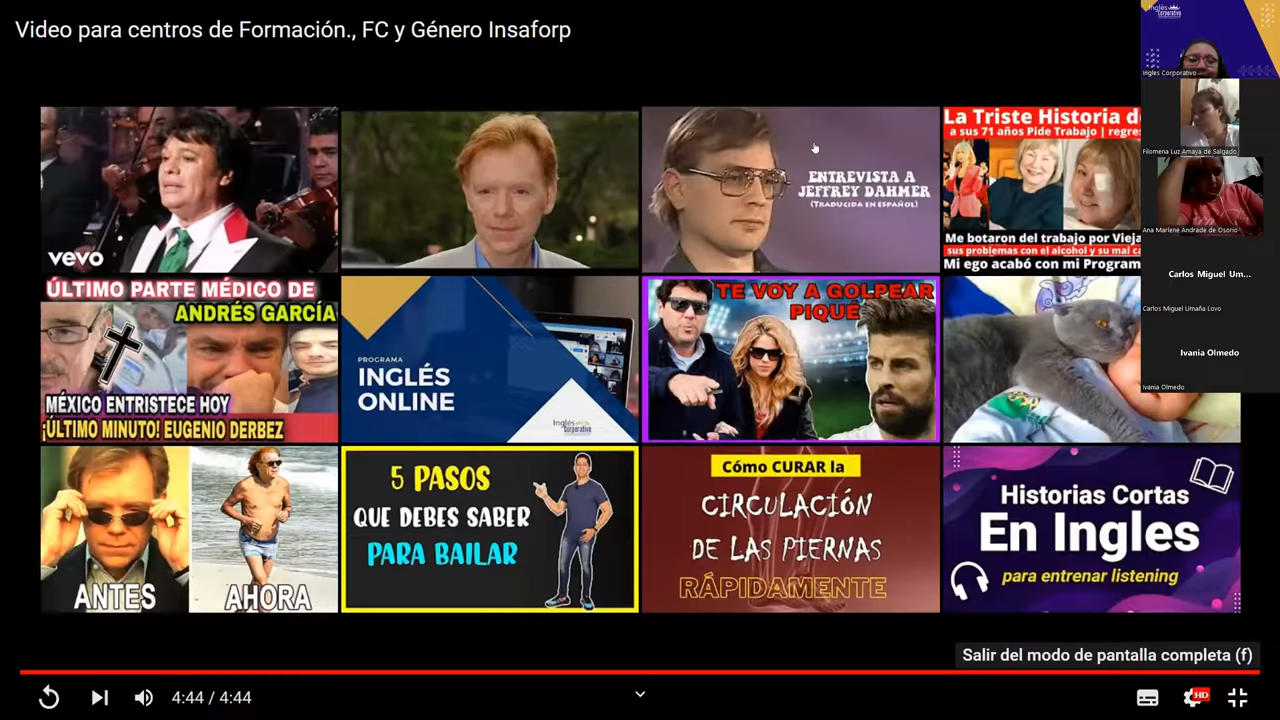 Video para centros de Formación., FC y Género Insaforp
Inglés
Corporativo
Ingles Corporativo
Filomena Luz Amaya de Salgado
Ana Marlene Andrade de Osorio
Carlos Miguel Um...
Carlos Miguel Umaña Lovo
Ivania Olmedo
Ivania Olmedo
vevo
ENTREVISTA A
JEFFREY DAHMER
(TRADUCIDA EN ESPAÑOL)
La Triste Historia d
a sus 71 años Pide Trabajo | regre
Me botaron del trabajo por Viej
sus problemas con el alcohol y su mal ca
Mi ego acabó con mi Program
ÚLTIMO PARTE MÉDICO DE
ANDRÉS GARCÍA
MÉXICO ENTRISTECE HOY
¡ÚLTIMO MINUTO! EUGENIO DERBEZ
PROGRAMA
INGLÉS
ONLINE
Inglés
Corporativo
TE VOY A GOLPEAR
PIQUÉ
ANTES
AHORA
5 PASOS
QUE DEBES SABER
PARA BAILAR
Cómo CURAR la
CIRCULACIÓN
DE LAS PIERNAS
RÁPIDAMENTE
Historias Cortas
En Ingles
para entrenar listening
Salir del modo de pantalla completa (f)
4:44 / 4:44
HD